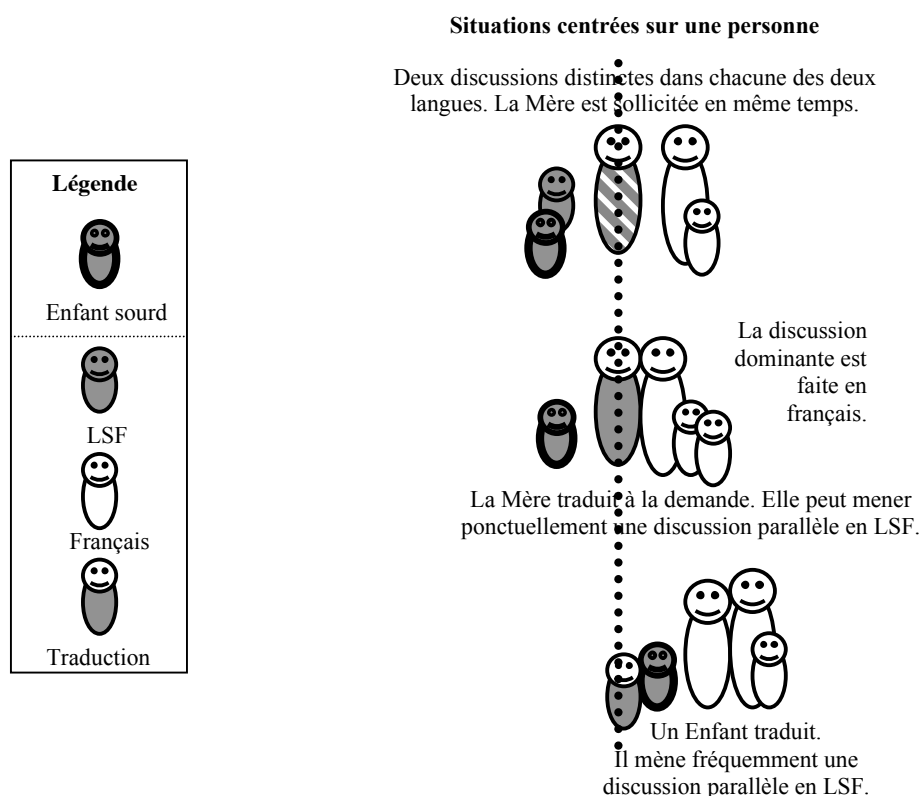 Situations centrées sur une personne
Deux discussions distinctes dans chacune des deux
langues. La Mère est sollicitée en même temps.
Légende
Enfant sourd
LSF
Français
Traduction
La discussion
dominante est
faite en
français.
La Mère traduit à la demande. Elle peut mener
ponctuellement une discussion parallèle en LSF.
Un Enfant traduit.
Il mène fréquemment une
discussion parallèle en LSF.